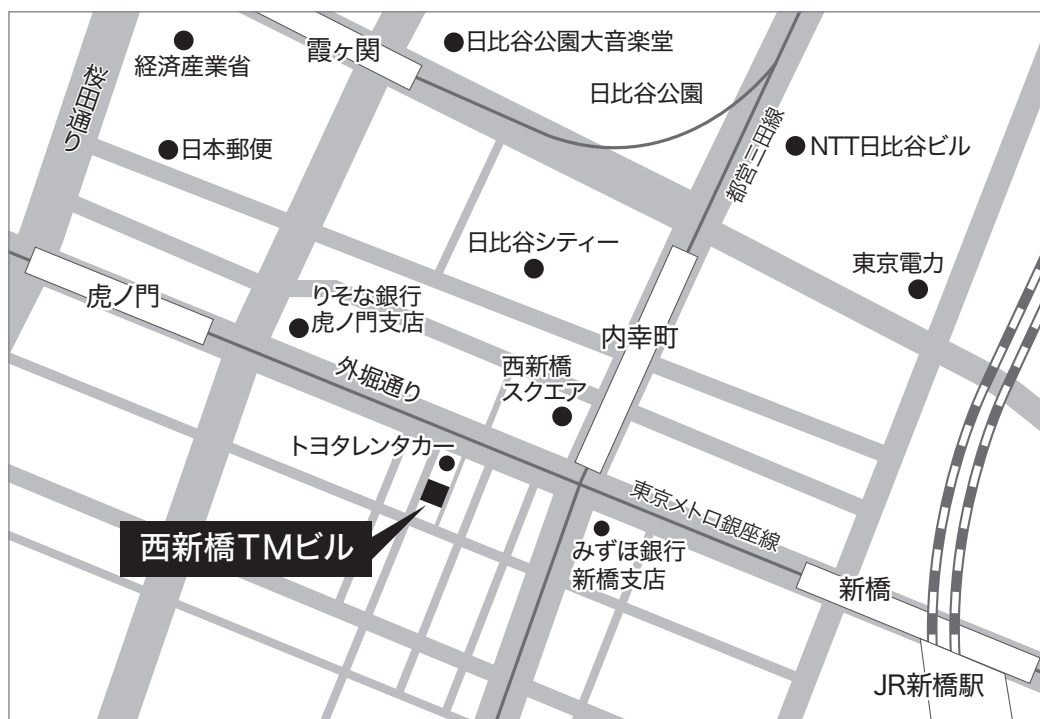 日比谷公園大音楽堂
霞ヶ関
経済産業省
桜田通り
日比谷公園
都営三田線
日本郵便
NTT日比谷ビル
日比谷シティー
東京電力
虎ノ門
りそな銀行
虎ノ門支店
内幸町
外堀通り
西新橋
スクエア
トヨタレンタカー
東京メトロ銀座線
西新橋TMビル
みずほ銀行
新橋支店
新橋
JR新橋駅